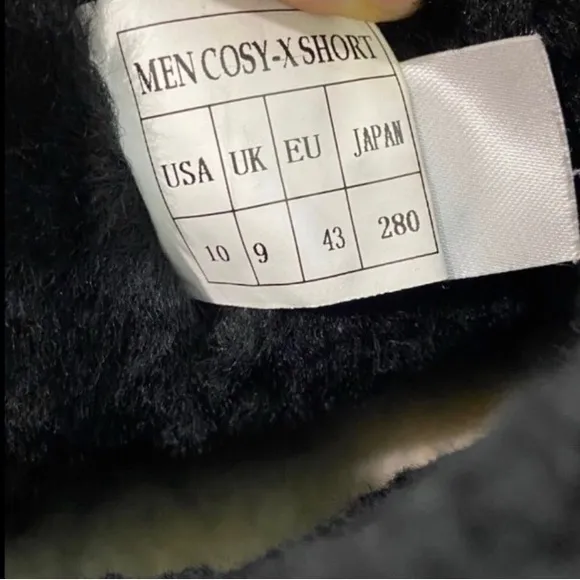 MEN COSY-X SHORT
USA UK EU JAPAN
10 9 43 280